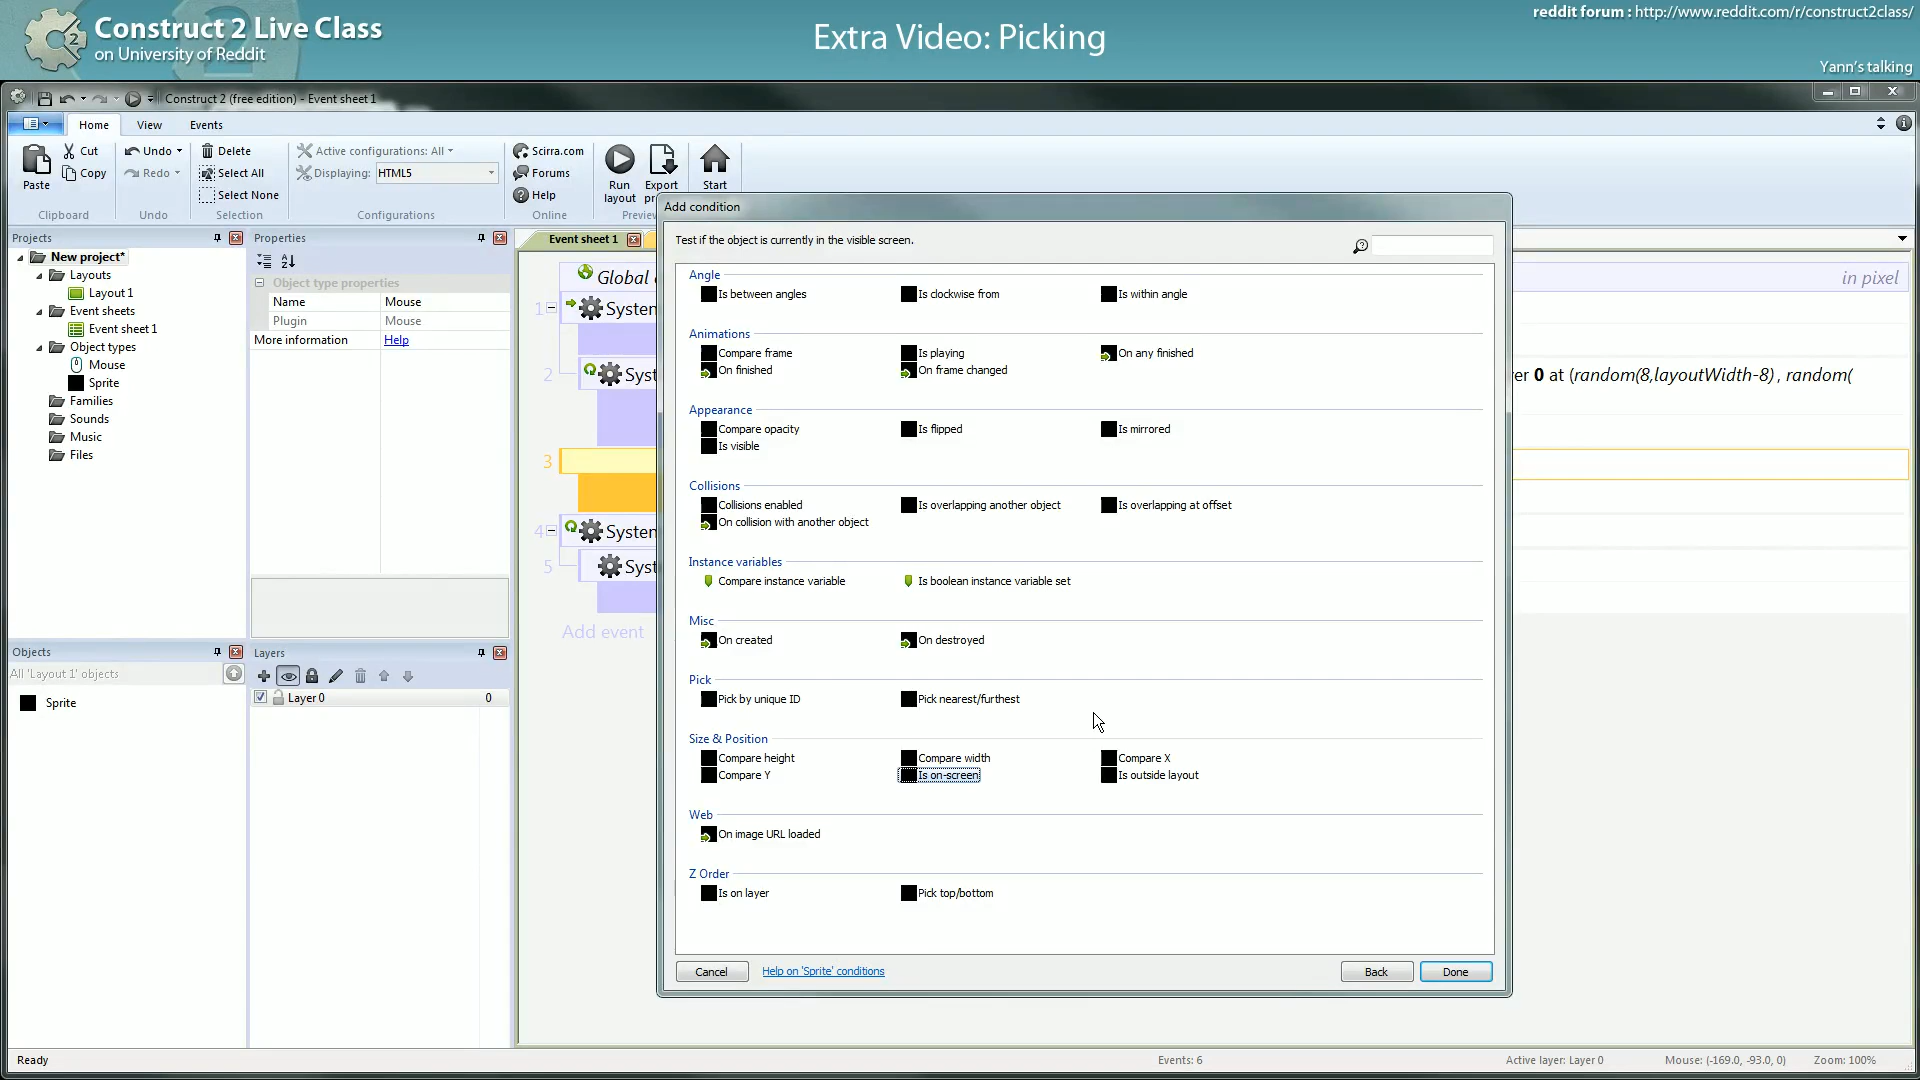 Construct 2 Live Class
on University of Reddit
Extra Video: Picking
reddit forum : http://www.reddit.com/r/construct2class/
Yann's talking
Construct 2 (free edition) - Event sheet 1
Home View Events
Paste
Cut
Copy
Clipboard
Undo
Redo
Undo
Delete
Select All
Select None
Selection
Active configurations: All
Displaying: HTML5
Configurations
Scirra.com
Forums
Help
Online
Run
layout
Export
Start
Projects
New project*
Layouts
Layout 1
Event sheets
Event sheet 1
Object types
Mouse
Sprite
Families
Sounds
Music
Files
Properties
Object type properties
Name Mouse
Plugin Mouse
More information Help
Event sheet 1
Global
in pixel
1 System
2 Syst
er 0 at (random(8,layoutWidth-8), random(
3
4 System
5 Syst
Add event
Add condition
Test if the object is currently in the visible screen.
Angle
Is between angles Is clockwise from Is within angle
Animations
Compare frame Is playing On any finished
On finished On frame changed
Appearance
Compare opacity Is flipped Is mirrored
Is visible
Collisions
Collisions enabled Is overlapping another object Is overlapping at offset
On collision with another object
Instance variables
Compare instance variable Is boolean instance variable set
Misc
On created On destroyed
Pick
Pick by unique ID Pick nearest/furthest
Size & Position
Compare height Compare width Compare X
Compare Y Is on-screen Is outside layout
Web
On image URL loaded
Z Order
Is on layer Pick top/bottom
Cancel Help on 'Sprite' conditions Back Done
Objects
All 'Layout 1' objects
Sprite
Layers
Layer 0 0
Ready Events: 6 Active layer: Layer 0 Mouse: (-169.0, -93.0, 0) Zoom: 100%